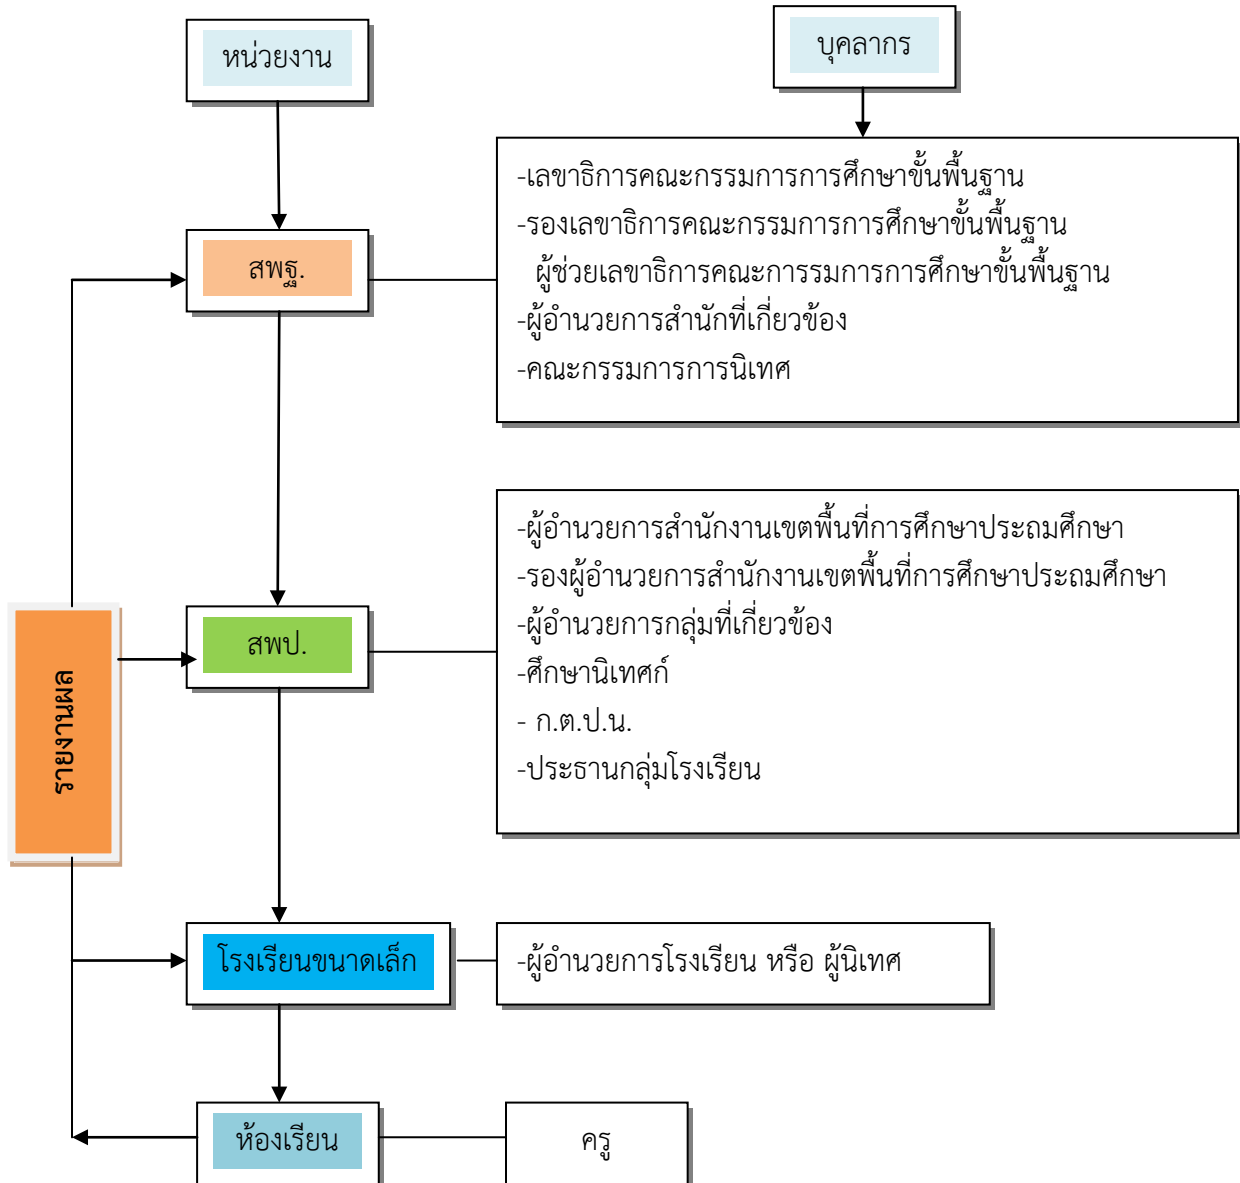 หน่วยงาน
บุคลากร
สพฐ.
-เลขาธิการคณะกรรมการการศึกษาขั้นพื้นฐาน
-รองเลขาธิการคณะกรรมการการศึกษาขั้นพื้นฐาน
ผู้ช่วยเลขาธิการคณะการรมการการศึกษาขั้นพื้นฐาน
-ผู้อำนวยการสำนักที่เกี่ยวข้อง
-คณะกรรมการการนิเทศ
สพป.
-ผู้อำนวยการสำนักงานเขตพื้นที่การศึกษาประถมศึกษา
-รองผู้อำนวยการสำนักงานเขตพื้นที่การศึกษาประถมศึกษา
-ผู้อำนวยการกลุ่มที่เกี่ยวข้อง
-ศึกษานิเทศก์
- ก.ต.ป.น.
-ประธานกลุ่มโรงเรียน
รายงานผล
โรงเรียนขนาดเล็ก
-ผู้อำนวยการโรงเรียน หรือ ผู้นิเทศ
ห้องเรียน
ครู